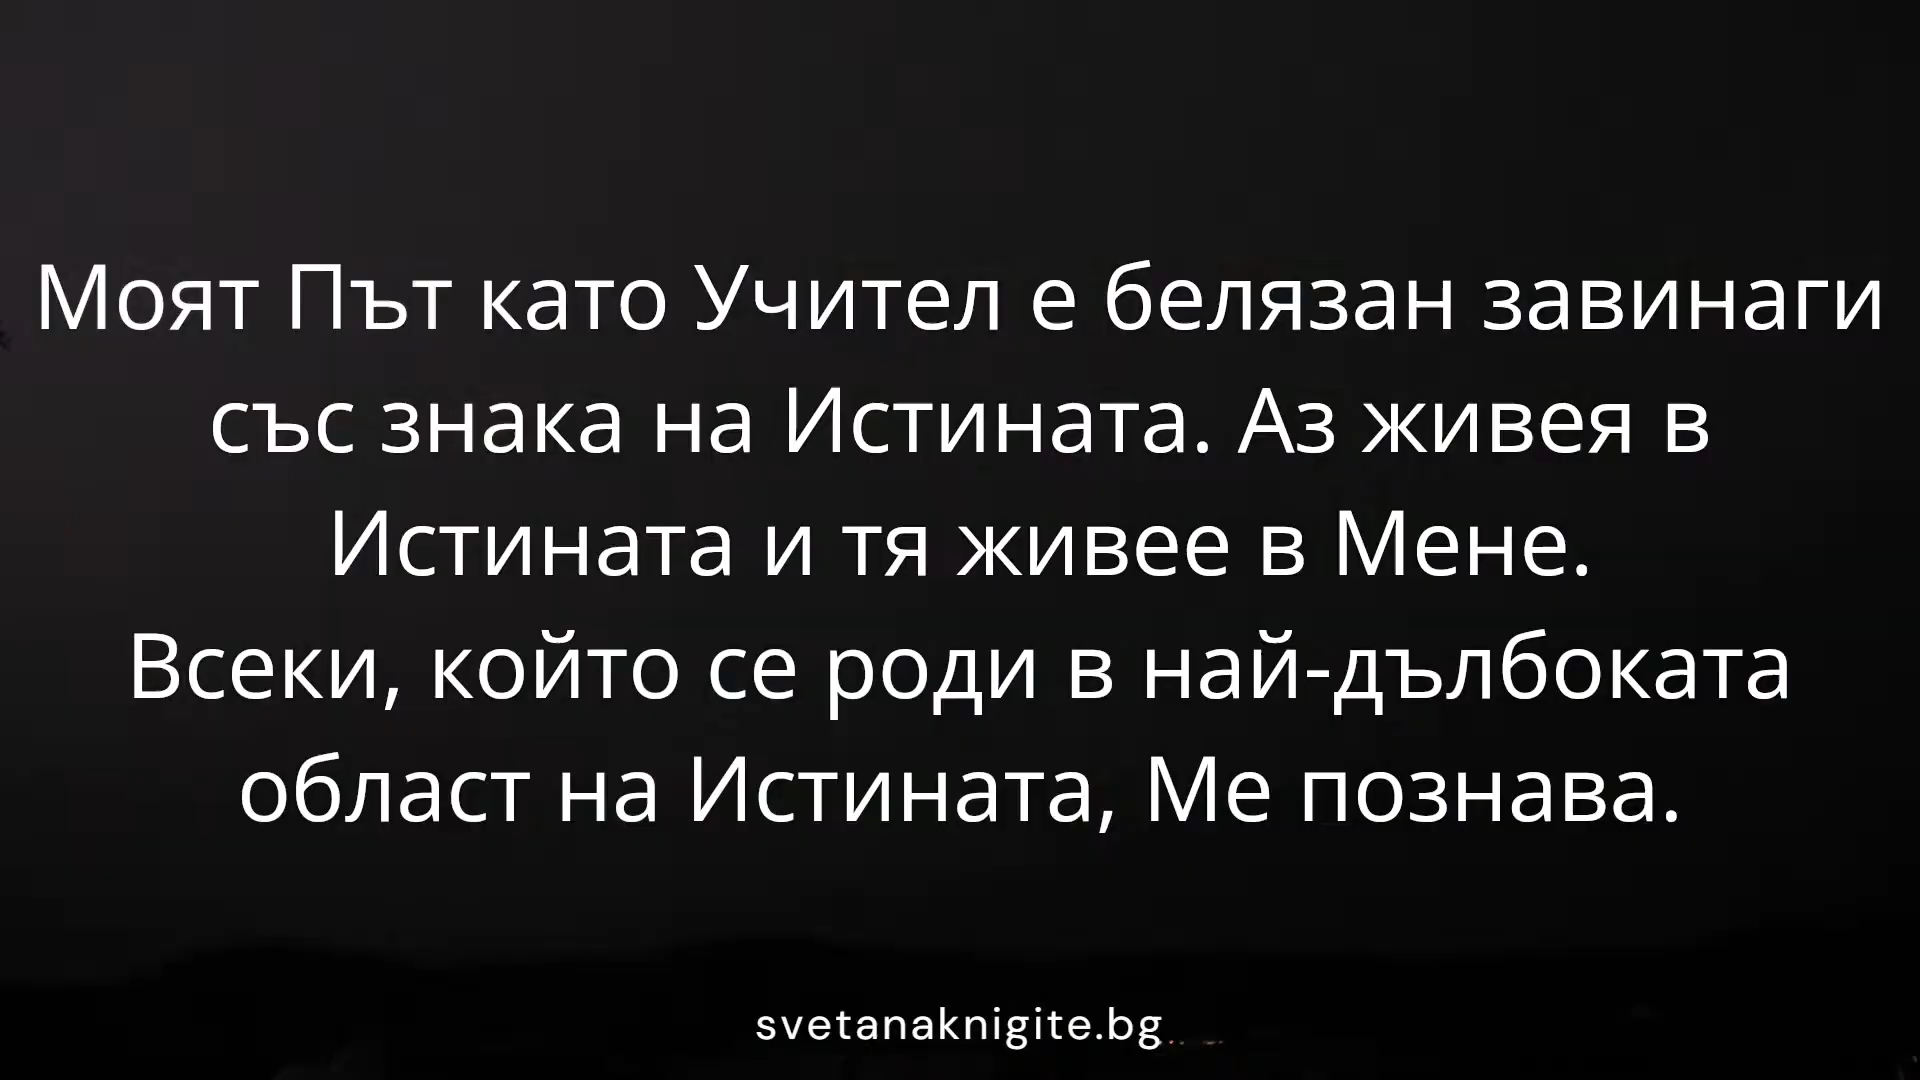 Моят Път като Учител е белязан завинаги
със знака на Истината. Аз живея в
Истината и тя живее в Мене.
Всеки, който се роди в най-дълбоката
област на Истината, Ме познава.
svetanaknigite.bg